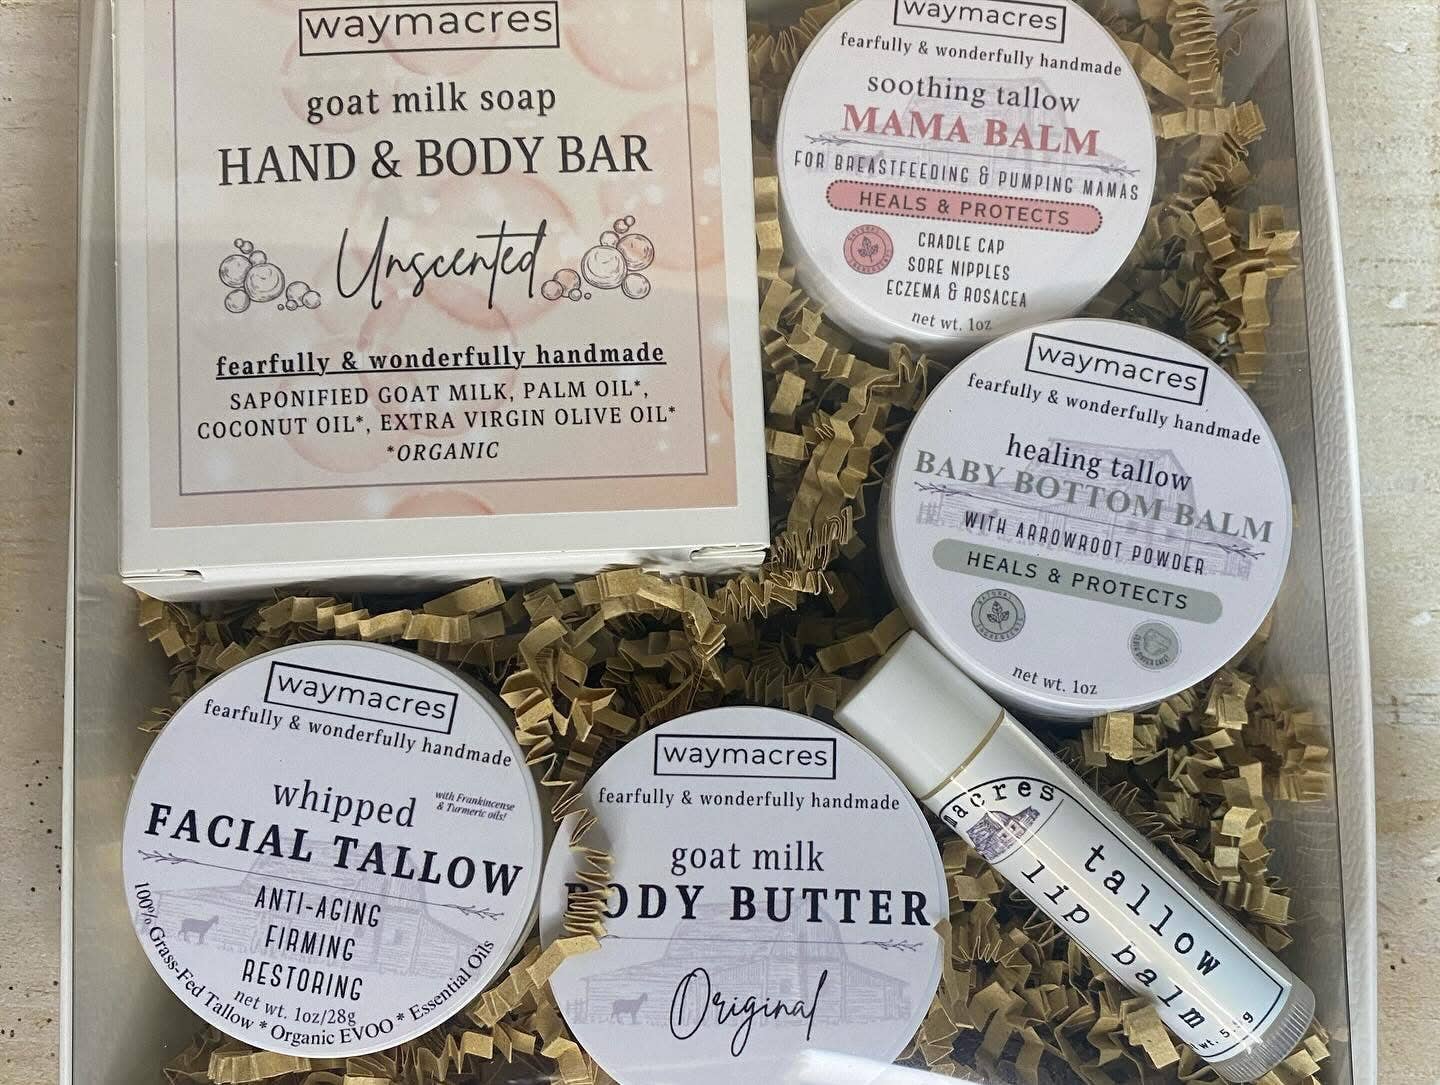 waymacres
goat milk soap
HAND & BODY BAR
Unscented
fearfully & wonderfully handmade
SAPONIFIED GOAT MILK, PALM OIL*,
COCONUT OIL*, EXTRA VIRGIN OLIVE OIL*
*ORGANIC
waymacres
fearfully & wonderfully handmade
soothing tallow
MAMA BALM
FOR BREASTFEEDING & PUMPING MAMAS
HEALS & PROTECTS
CRADLE CAP
SORE NIPPLES
ECZEMA & ROSACEA
net wt. 1oz
NATURAL INGREDIENTS
waymacres
fearfully & wonderfully handmade
healing tallow
BABY BOTTOM BALM
WITH ARROWROOT POWDER
HEALS & PROTECTS
NATURAL INGREDIENTS
net wt. 1oz
waymacres
fearfully & wonderfully handmade
whipped
with Frankincense
& Turmeric oils!
FACIAL TALLOW
ANTI-AGING
FIRMING
RESTORING
net wt. 1oz/28g
100% Grass-Fed Tallow * Organic EVOO * Essential Oils
waymacres
fearfully & wonderfully handmade
goat milk
BODY BUTTER
Original
macres
tallow
lip balm